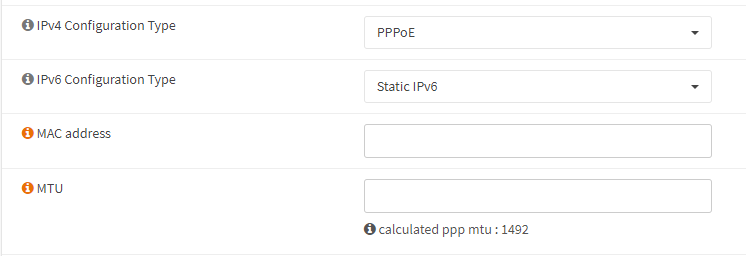 IPv4 Configuration Type
PPPoE
IPv6 Configuration Type
Static IPv6
MAC address
MTU
calculated ppp mtu : 1492